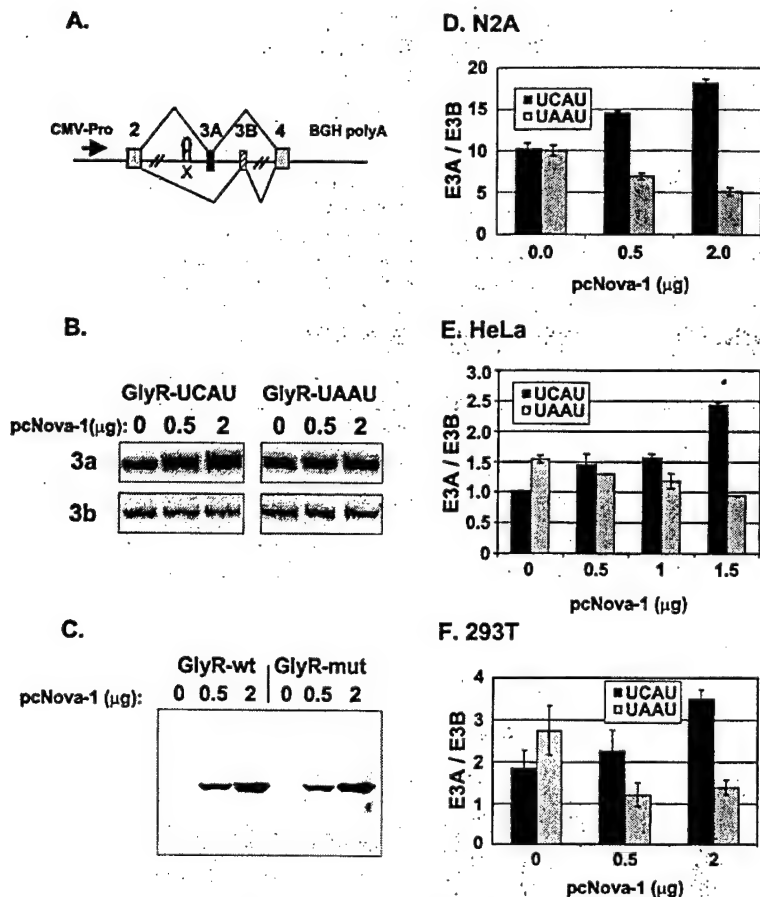 A.
CMV-Pro 2 3A 3B 4 BGH polyA
X
B.
GlyR-UCAU GlyR-UAAU
pcNova-1(µg): 0 0.5 2 0 0.5 2
3a
3b
C.
GlyR-wt GlyR-mut
pcNova-1 (µg): 0 0.5 2 0 0.5 2
D. N2A
E3A / E3B
20
15
10
5
0
UCAU
UAAU
0.0 0.5 2.0
pcNova-1 (µg)
E. HeLa
E3A / E3B
3.0
2.5
2.0
1.5
1.0
0.5
0
UCAU
UAAU
0 0.5 1 1.5
pcNova-1 (µg)
F. 293T
E3A / E3B
4
3
2
1
0
UCAU
UAAU
0 0.5 2
pcNova-1 (µg)